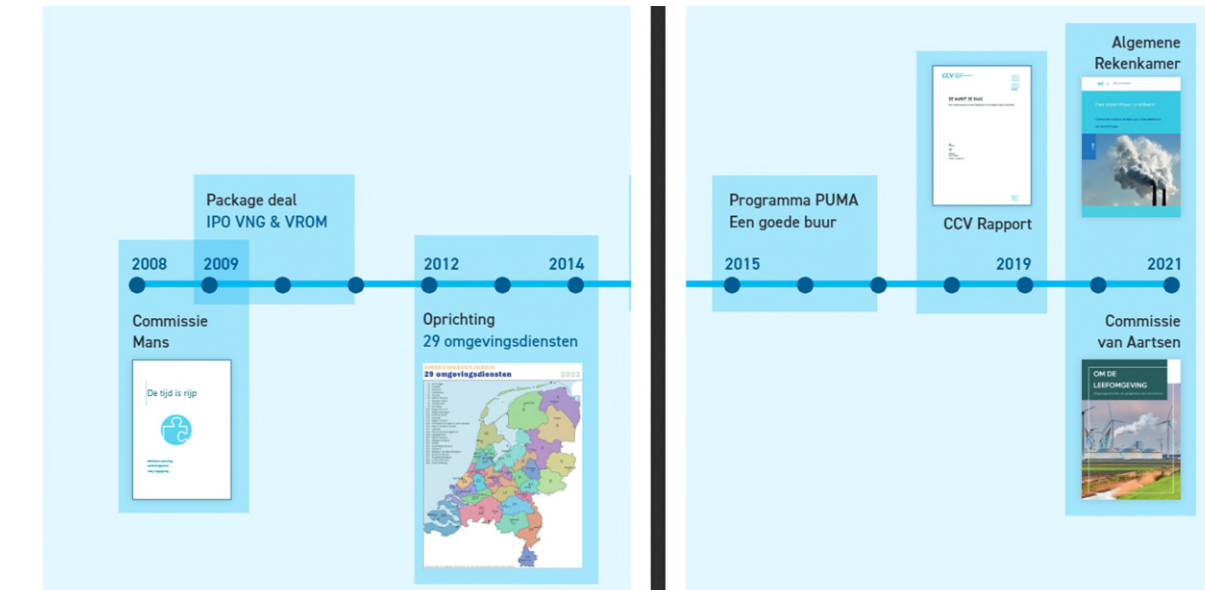 Package deal
IPO VNG & VROM
2008
2009
2012
2014
Commissie
Mans
De tijd is rijp
Oprichting
29 omgevingsdiensten
29 omgevingsdiensten
2023
Programma PUMA
Een goede buur
CCV
CCV Rapport
Algemene
Rekenkamer
2015
2019
2021
Commissie
van Aartsen
OM DE
LEEFOMGEVING